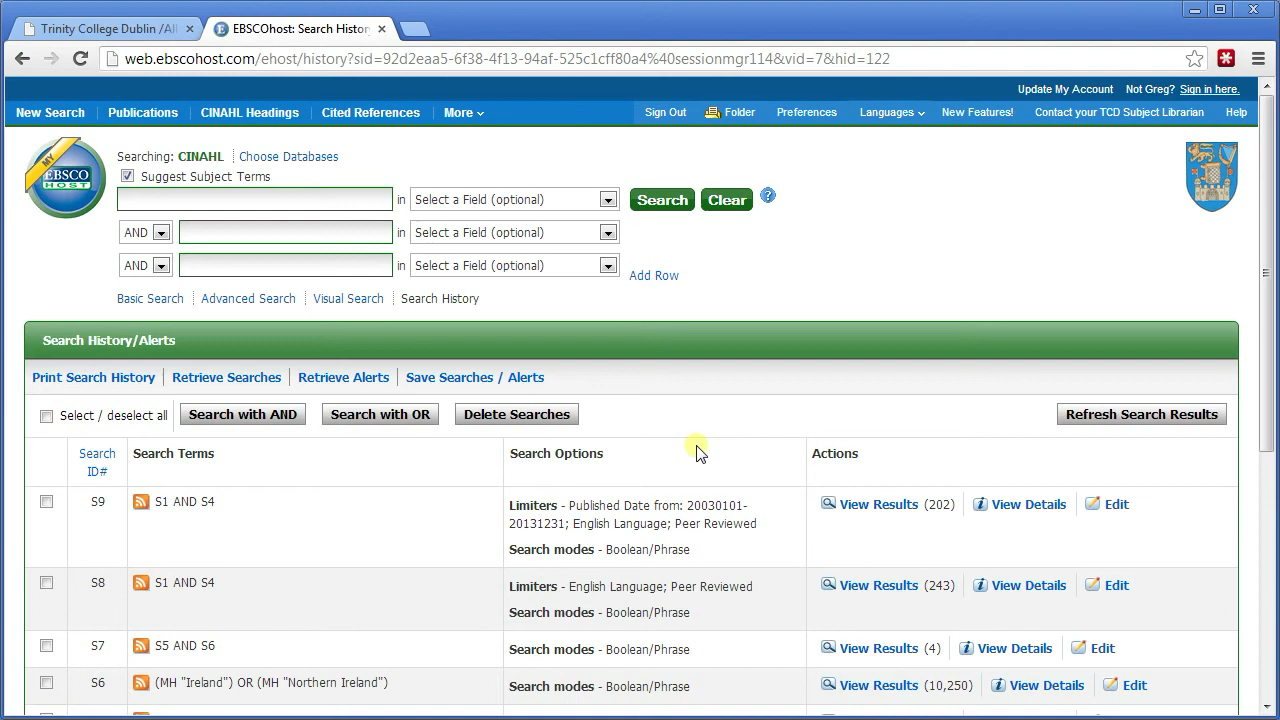 Trinity College Dublin /All
EBSCOhost: Search History
web.ebscohost.com/ehost/history?sid=92d2eaa5-6f38-4f13-94af-525c1cff80a4%40sessionmgr114&vid=7&hid=122
Update My Account Not Greg? Sign in here.
New Search Publications CINAHL Headings Cited References More Sign Out Folder Preferences Languages New Features! Contact your TCD Subject Librarian Help
MY EBSCO HOST
Searching: CINAHL Choose Databases
Suggest Subject Terms
in Select a Field (optional) Search Clear ?
AND in Select a Field (optional)
AND in Select a Field (optional) Add Row
Basic Search Advanced Search Visual Search Search History
Search History/Alerts
Print Search History Retrieve Searches Retrieve Alerts Save Searches / Alerts
Select / deselect all Search with AND Search with OR Delete Searches Refresh Search Results
Search ID# Search Terms Search Options Actions
S9 S1 AND S4 Limiters - Published Date from: 20030101-
20131231; English Language; Peer Reviewed
Search modes - Boolean/Phrase
View Results (202) View Details Edit
S8 S1 AND S4 Limiters - English Language; Peer Reviewed
Search modes - Boolean/Phrase
View Results (243) View Details Edit
S7 S5 AND S6 Search modes - Boolean/Phrase View Results (4) View Details Edit
S6 (MH "Ireland") OR (MH "Northern Ireland") Search modes - Boolean/Phrase View Results (10,250) View Details Edit